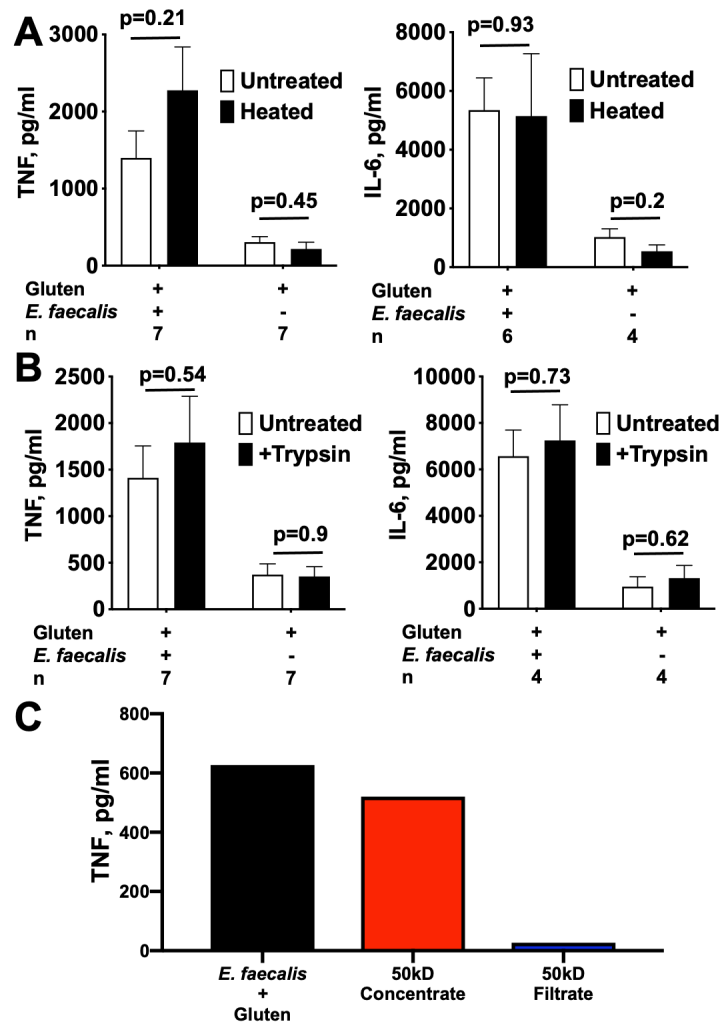 A
p=0.21
3000
2000
1000
0
TNF, pg/ml
Untreated
Heated
p=0.45
Gluten + +
E. faecalis + -
n 7 7
p=0.93
8000
6000
4000
2000
0
IL-6, pg/ml
Untreated
Heated
p=0.2
Gluten + +
E. faecalis + -
n 6 4
B
p=0.54
2500
2000
1500
1000
500
0
TNF, pg/ml
Untreated
+Trypsin
p=0.9
Gluten + +
E. faecalis + -
n 7 7
p=0.73
10000
8000
6000
4000
2000
0
IL-6, pg/ml
Untreated
+Trypsin
p=0.62
Gluten + +
E. faecalis + -
n 4 4
C
800
600
400
200
0
TNF, pg/ml
E. faecalis
+
Gluten
50kD
Concentrate
50kD
Filtrate